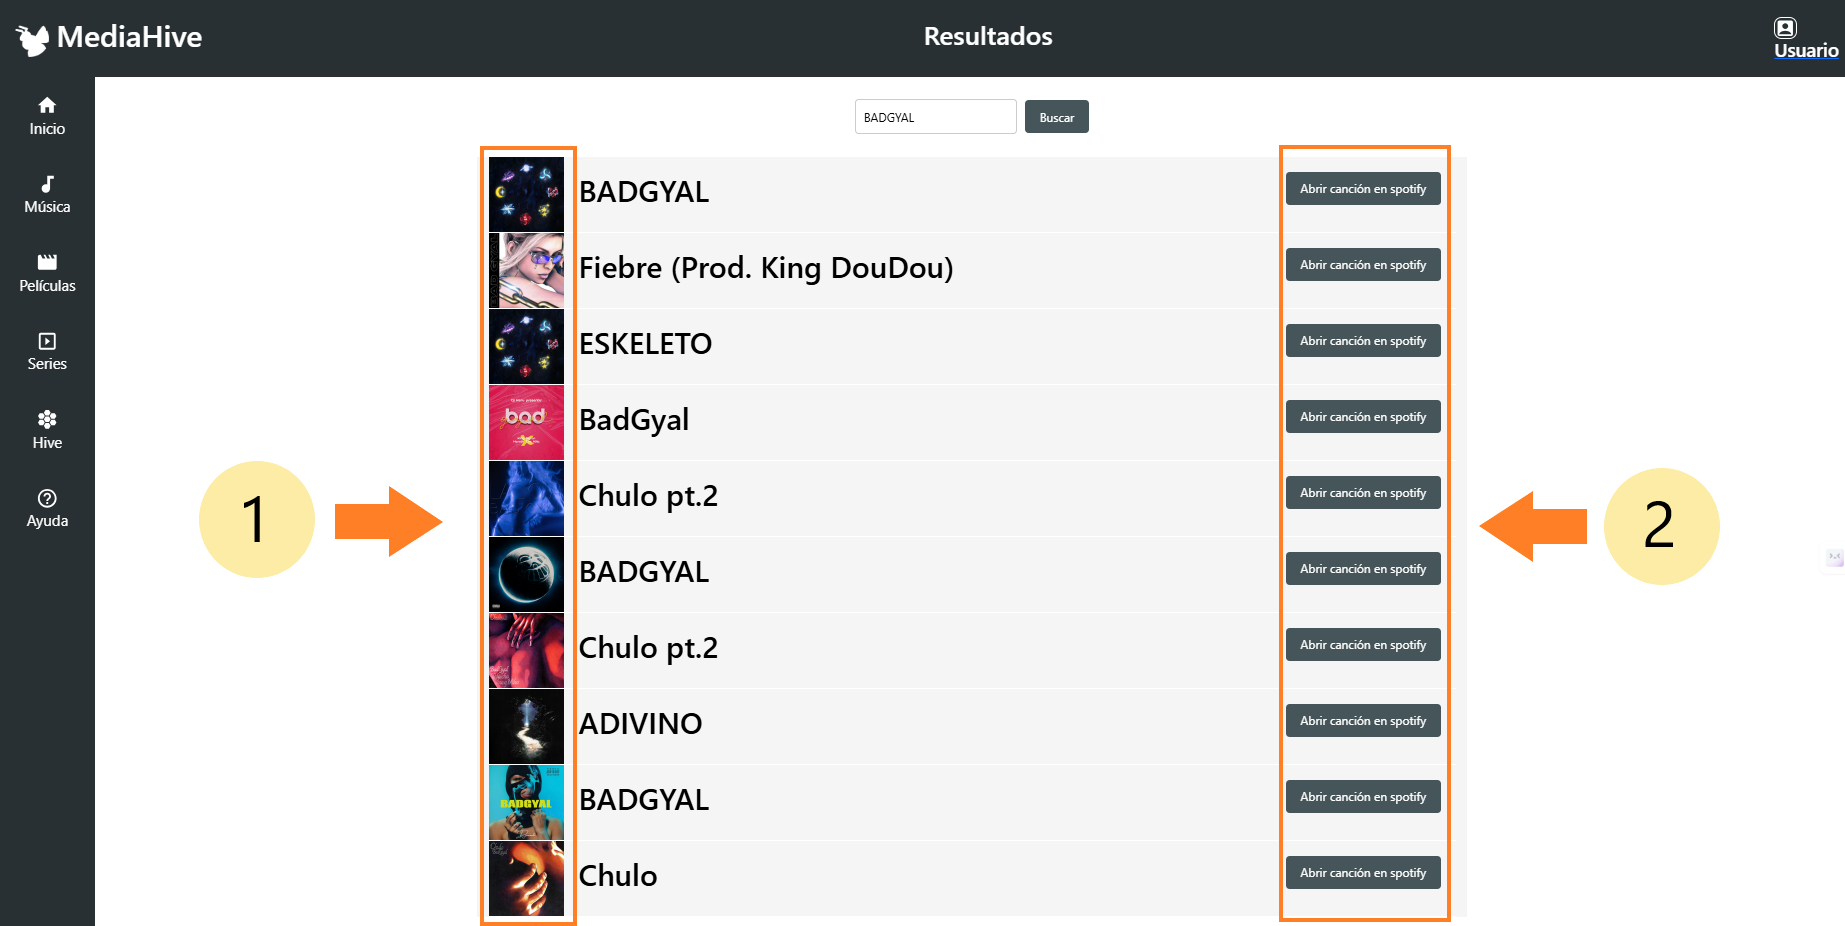 MediaHive
Resultados
Usuario
Inicio
Música
Películas
Series
Hive
Ayuda
BADGYAL
Buscar
BADGYAL
Abrir canción en spotify
Fiebre (Prod. King DouDou)
Abrir canción en spotify
ESKELETO
Abrir canción en spotify
bad
BadGyal
Abrir canción en spotify
Chulo pt.2
Abrir canción en spotify
BADGYAL
Abrir canción en spotify
Chulo pt.2
Abrir canción en spotify
ADIVINO
Abrir canción en spotify
BADGYAL
BADGYAL
Abrir canción en spotify
Chulo
Abrir canción en spotify
1
2